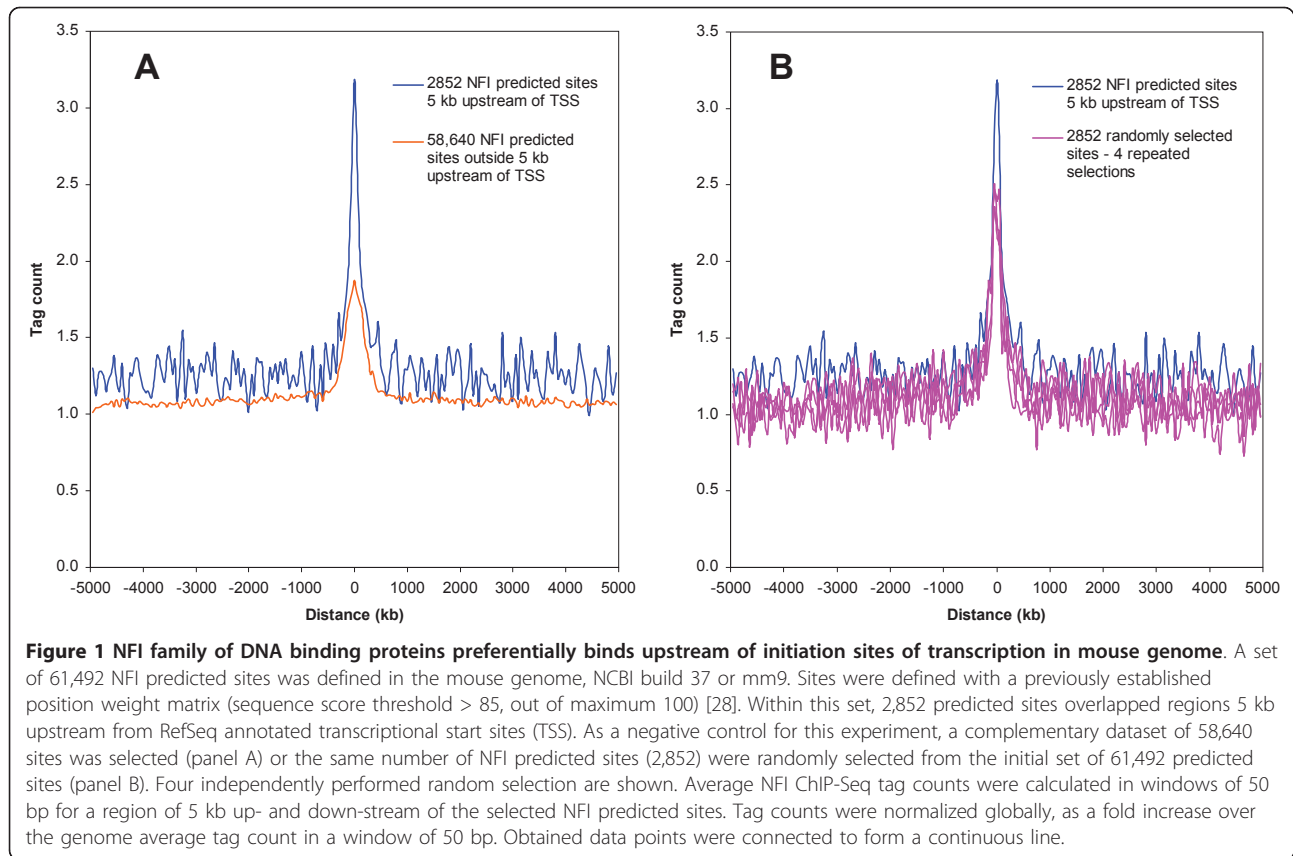 A
3.5
3.0
2.5
2.0
1.5
1.0
0.5
0.0
Tag count
2852 NFI predicted sites
5 kb upstream of TSS
58,640 NFI predicted
sites outside 5 kb
upstream of TSS
-5000 -4000 -3000 -2000 -1000 0 1000 2000 3000 4000 5000
Distance (kb)
B
3.5
3.0
2.5
2.0
1.5
1.0
0.5
0.0
Tag count
2852 NFI predicted sites
5 kb upstream of TSS
2852 randomly selected
sites - 4 repeated
selections
-5000 -4000 -3000 -2000 -1000 0 1000 2000 3000 4000 5000
Distance (kb)
Figure 1 NFI family of DNA binding proteins preferentially binds upstream of initiation sites of transcription in mouse genome. A set
of 61,492 NFI predicted sites was defined in the mouse genome, NCBI build 37 or mm9. Sites were defined with a previously established
position weight matrix (sequence score threshold > 85, out of maximum 100) [28]. Within this set, 2,852 predicted sites overlapped regions 5 kb
upstream from RefSeq annotated transcriptional start sites (TSS). As a negative control for this experiment, a complementary dataset of 58,640
sites was selected (panel A) or the same number of NFI predicted sites (2,852) were randomly selected from the initial set of 61,492 predicted
sites (panel B). Four independently performed random selection are shown. Average NFI ChIP-Seq tag counts were calculated in windows of 50
bp for a region of 5 kb up- and down-stream of the selected NFI predicted sites. Tag counts were normalized globally, as a fold increase over
the genome average tag count in a window of 50 bp. Obtained data points were connected to form a continuous line.